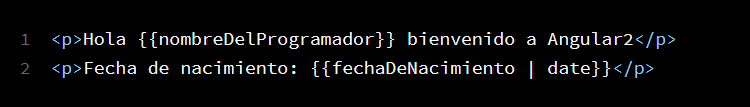 1 <p>Hola {{nombreDelProgramador}} bienvenido a Angular2</p>
2 <p>Fecha de nacimiento: {{fechaDeNacimiento | date}}</p>